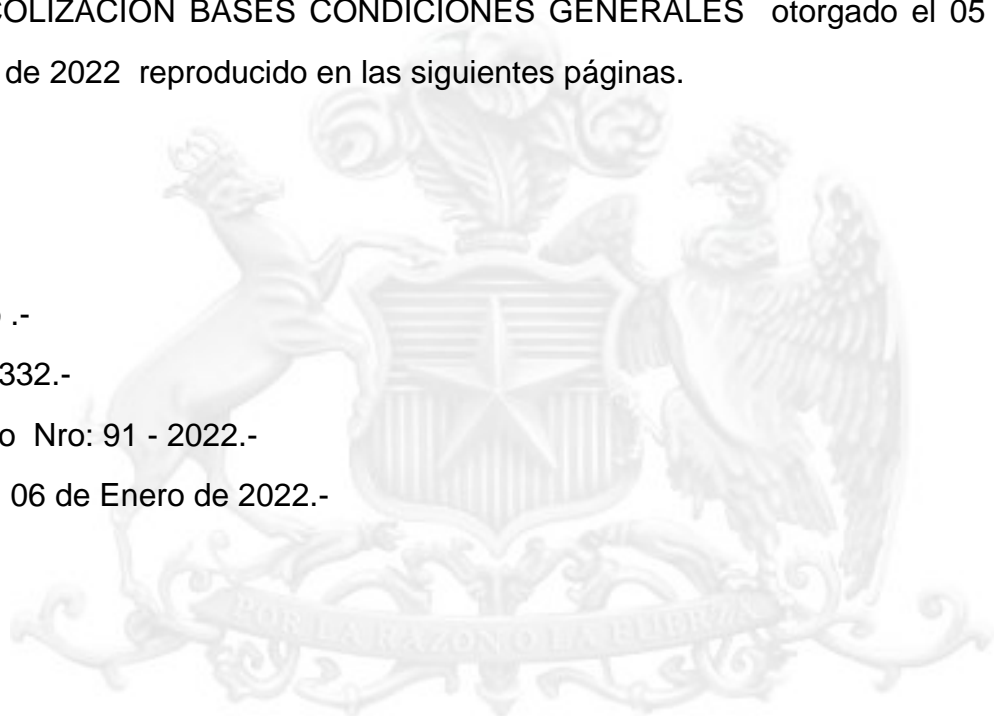 COLIZACIÓN BASES CONDICIONES GENERALES otorgado el 05
de 2022 reproducido en las siguientes páginas.
.-
332.-
o Nro: 91 - 2022.-
06 de Enero de 2022.-
POR LA RAZON O LA FUERZA